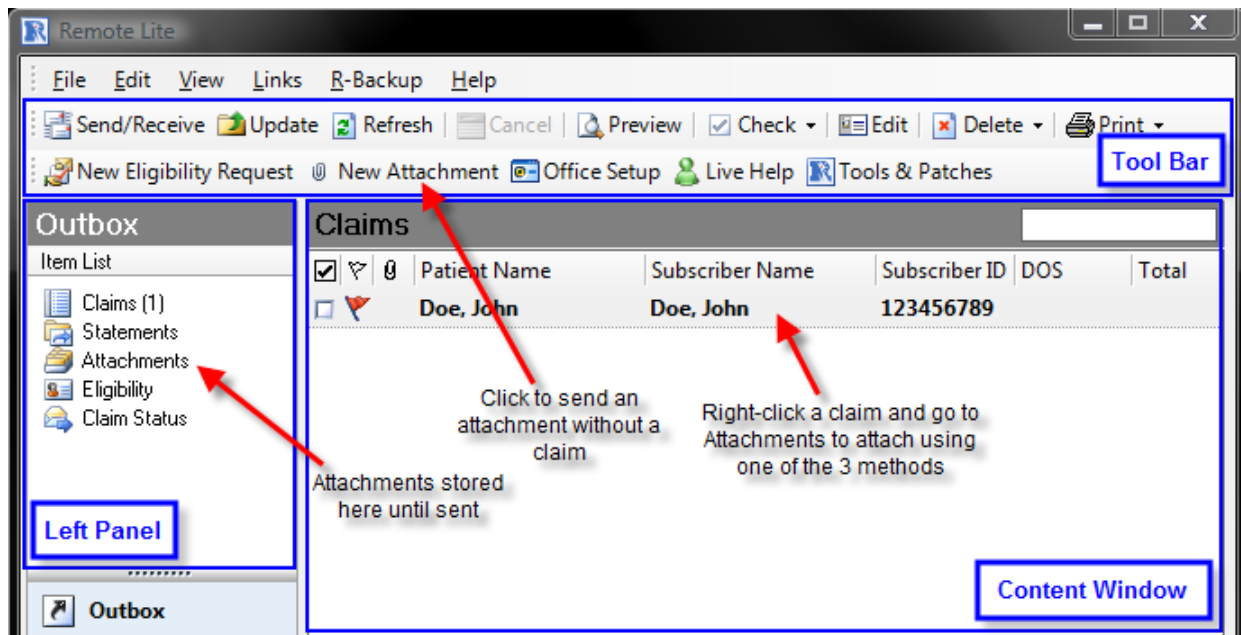 Remote Lite
File Edit View Links R-Backup Help
Send/Receive Update Refresh Cancel Preview Check Edit Delete Print
New Eligibility Request New Attachment Office Setup Live Help Tools & Patches
Tool Bar
Outbox
Item List
Claims (1)
Statements
Attachments
Eligibility
Claim Status
Left Panel
Outbox
Claims
Patient Name Subscriber Name Subscriber ID DOS Total
Doe, John Doe, John 123456789
Click to send an
attachment without a
claim
Right-click a claim and go to
Attachments to attach using
one of the 3 methods
Attachments stored
here until sent
Content Window